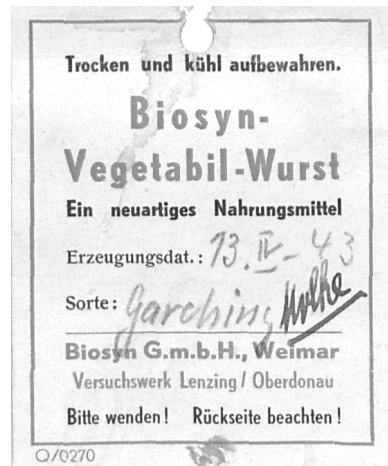 Trocken und kühl aufbewahren.
Biosyn-
Vegetabil-Wurst
Ein neuartiges Nahrungsmittel
Erzeugungsdat.: 13. IV - 43
Sorte: Garching Molke
Biosyn G.m.b.H., Weimar
Versuchswerk Lenzing / Oberdonau
Bitte wenden! Rückseite beachten!
Q/0270